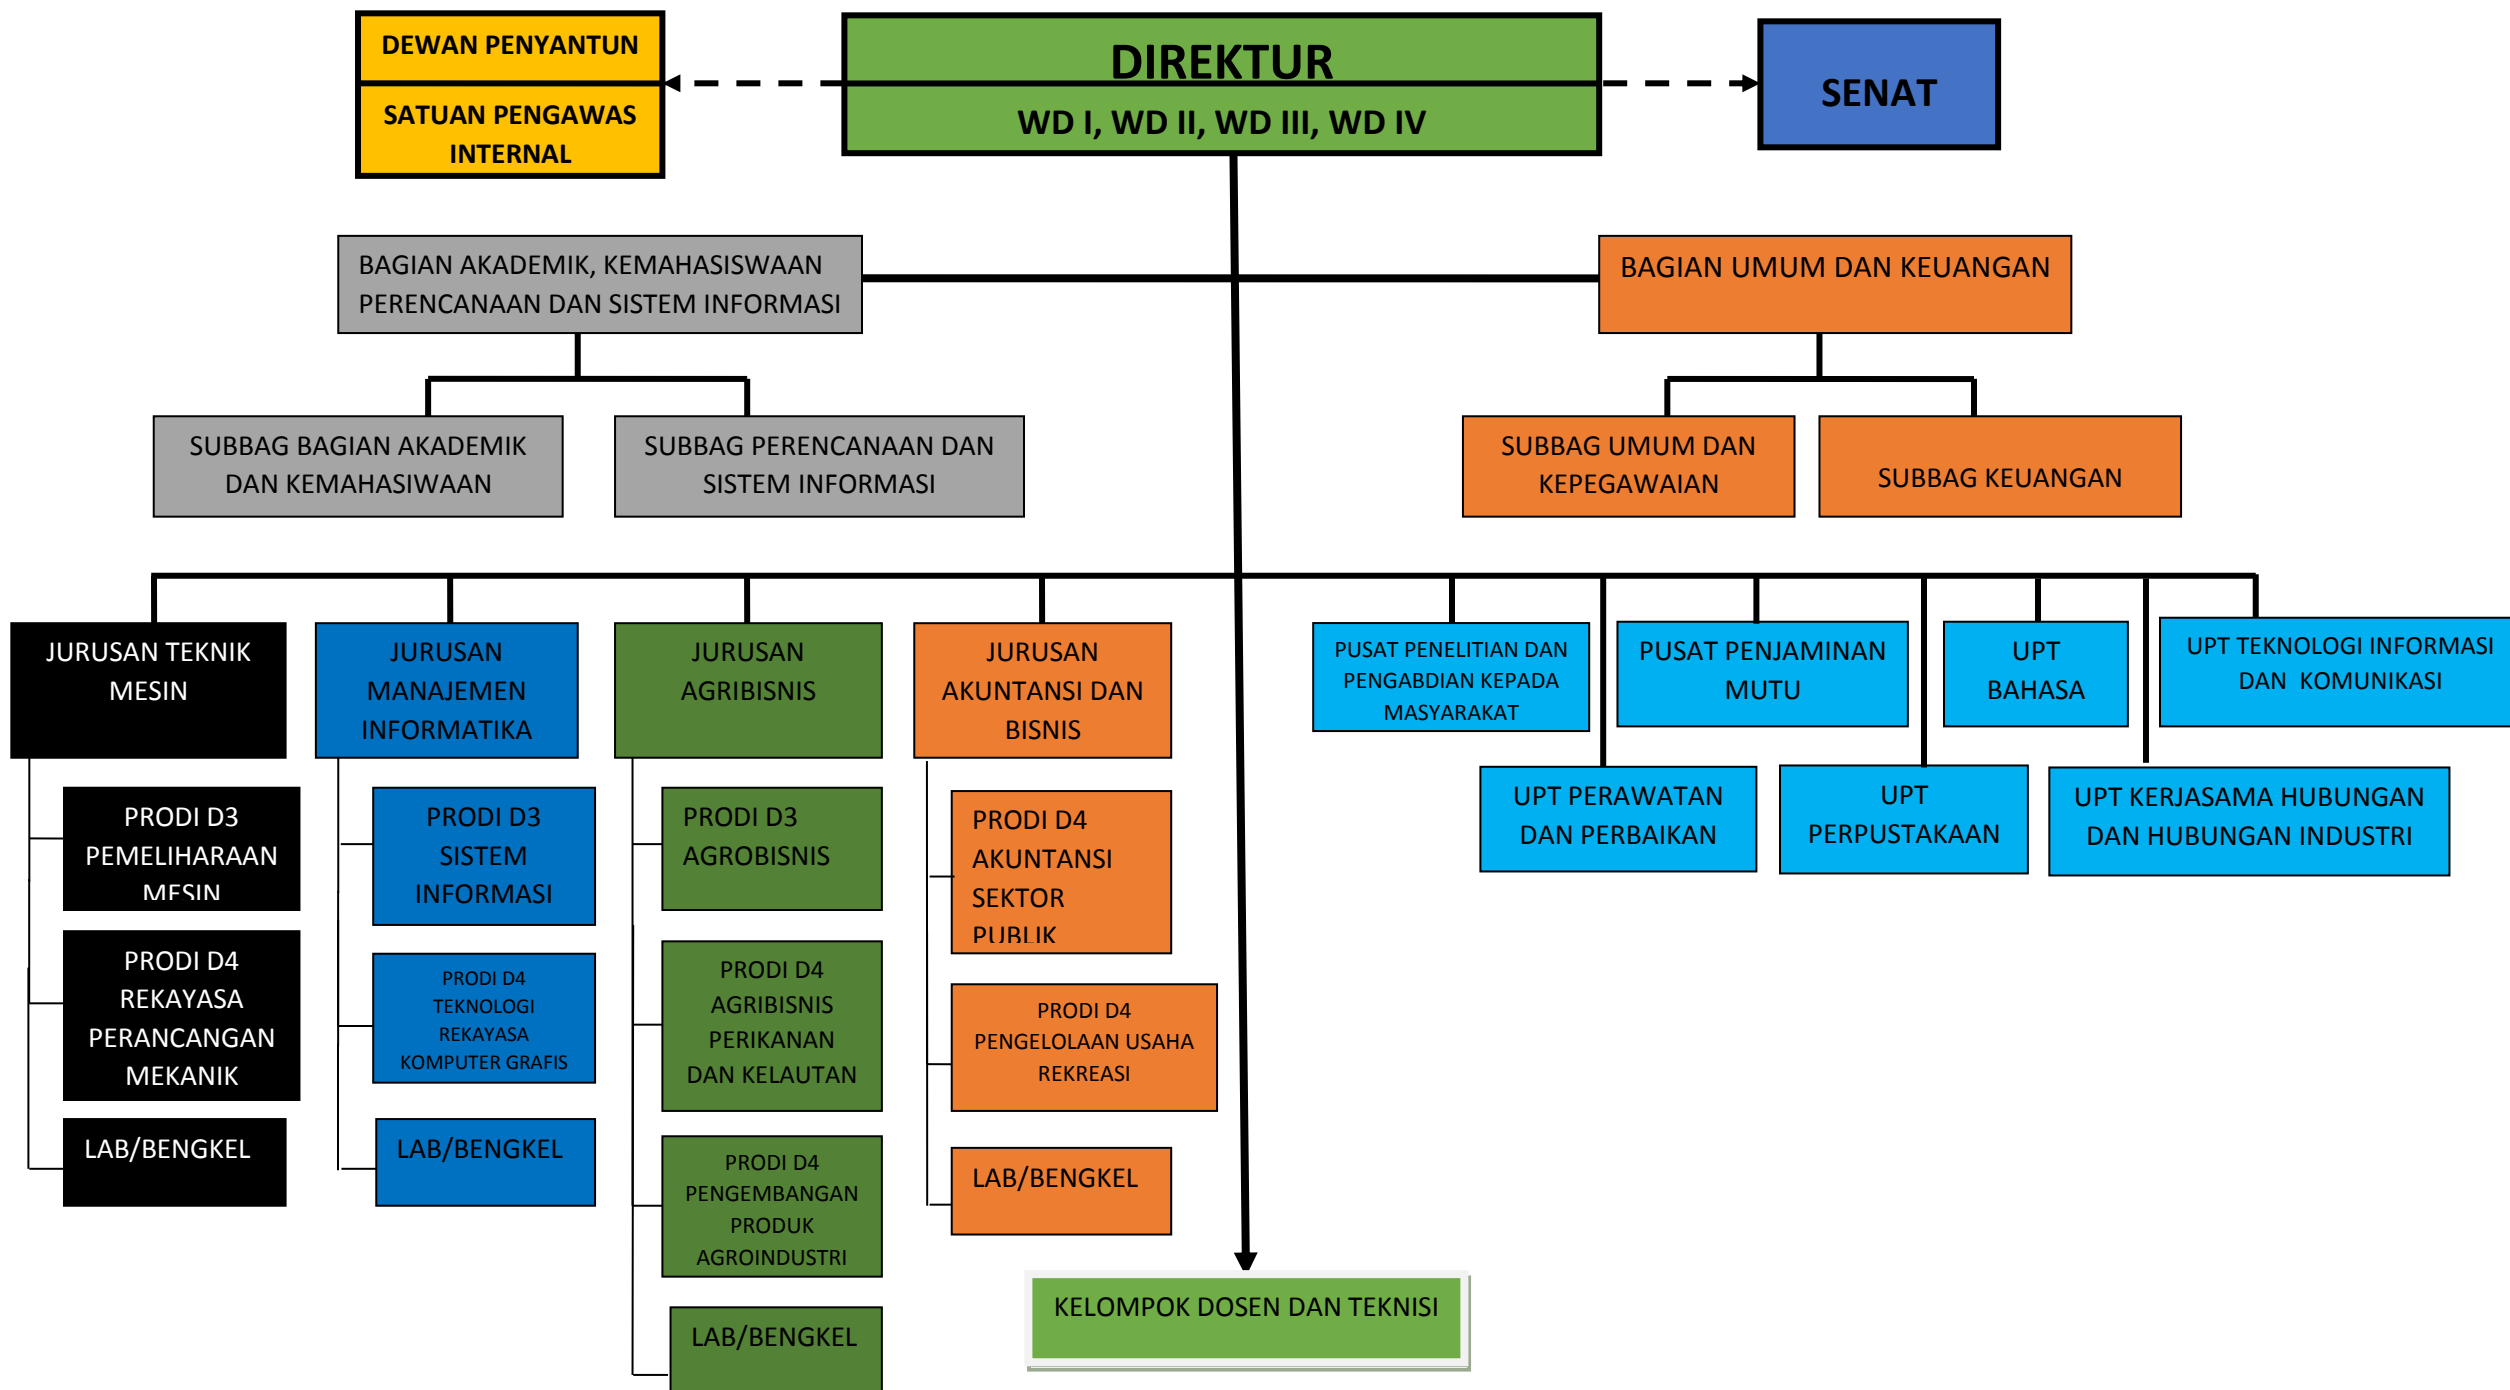 DEWAN PENYANTUN
SATUAN PENGAWAS
INTERNAL
DIREKTUR
WD I, WD II, WD III, WD IV
SENAT
BAGIAN AKADEMIK, KEMAHASISWAAN
PERENCANAAN DAN SISTEM INFORMASI
BAGIAN UMUM DAN KEUANGAN
SUBBAG BAGIAN AKADEMIK
DAN KEMAHASIWAAN
SUBBAG PERENCANAAN DAN
SISTEM INFORMASI
SUBBAG UMUM DAN
KEPEGAWAIAN
SUBBAG KEUANGAN
JURUSAN TEKNIK
MESIN
JURUSAN
MANAJEMEN
INFORMATIKA
JURUSAN
AGRIBISNIS
JURUSAN
AKUNTANSI DAN
BISNIS
PUSAT PENELITIAN DAN
PENGABDIAN KEPADA
MASYARAKAT
PUSAT PENJAMINAN
MUTU
UPT
BAHASA
UPT TEKNOLOGI INFORMASI
DAN  KOMUNIKASI
UPT PERAWATAN
DAN PERBAIKAN
UPT
PERPUSTAKAAN
UPT KERJASAMA HUBUNGAN
DAN HUBUNGAN INDUSTRI
PRODI D3
PEMELIHARAAN
MESIN
PRODI D4
REKAYASA
PERANCANGAN
MEKANIK
LAB/BENGKEL
PRODI D3
SISTEM
INFORMASI
PRODI D4
TEKNOLOGI
REKAYASA
KOMPUTER GRAFIS
LAB/BENGKEL
PRODI D3
AGROBISNIS
PRODI D4
AGRIBISNIS
PERIKANAN
DAN KELAUTAN
PRODI D4
PENGEMBANGAN
PRODUK
AGROINDUSTRI
LAB/BENGKEL
PRODI D4
AKUNTANSI
SEKTOR
PUBLIK
PRODI D4
PENGELOLAAN USAHA
REKREASI
LAB/BENGKEL
KELOMPOK DOSEN DAN TEKNISI